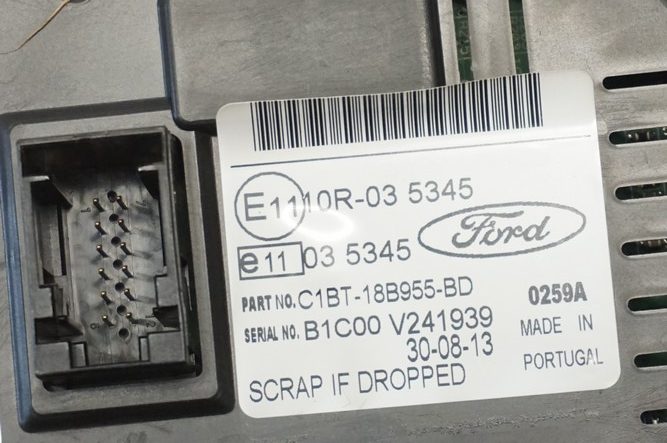 E11 10R-03 5345
e11 03 5345
Ford
PART NO. C1BT-18B955-BD
0259A
SERIAL NO. B1C00 V241939
MADE IN
30-08-13
PORTUGAL
SCRAP IF DROPPED